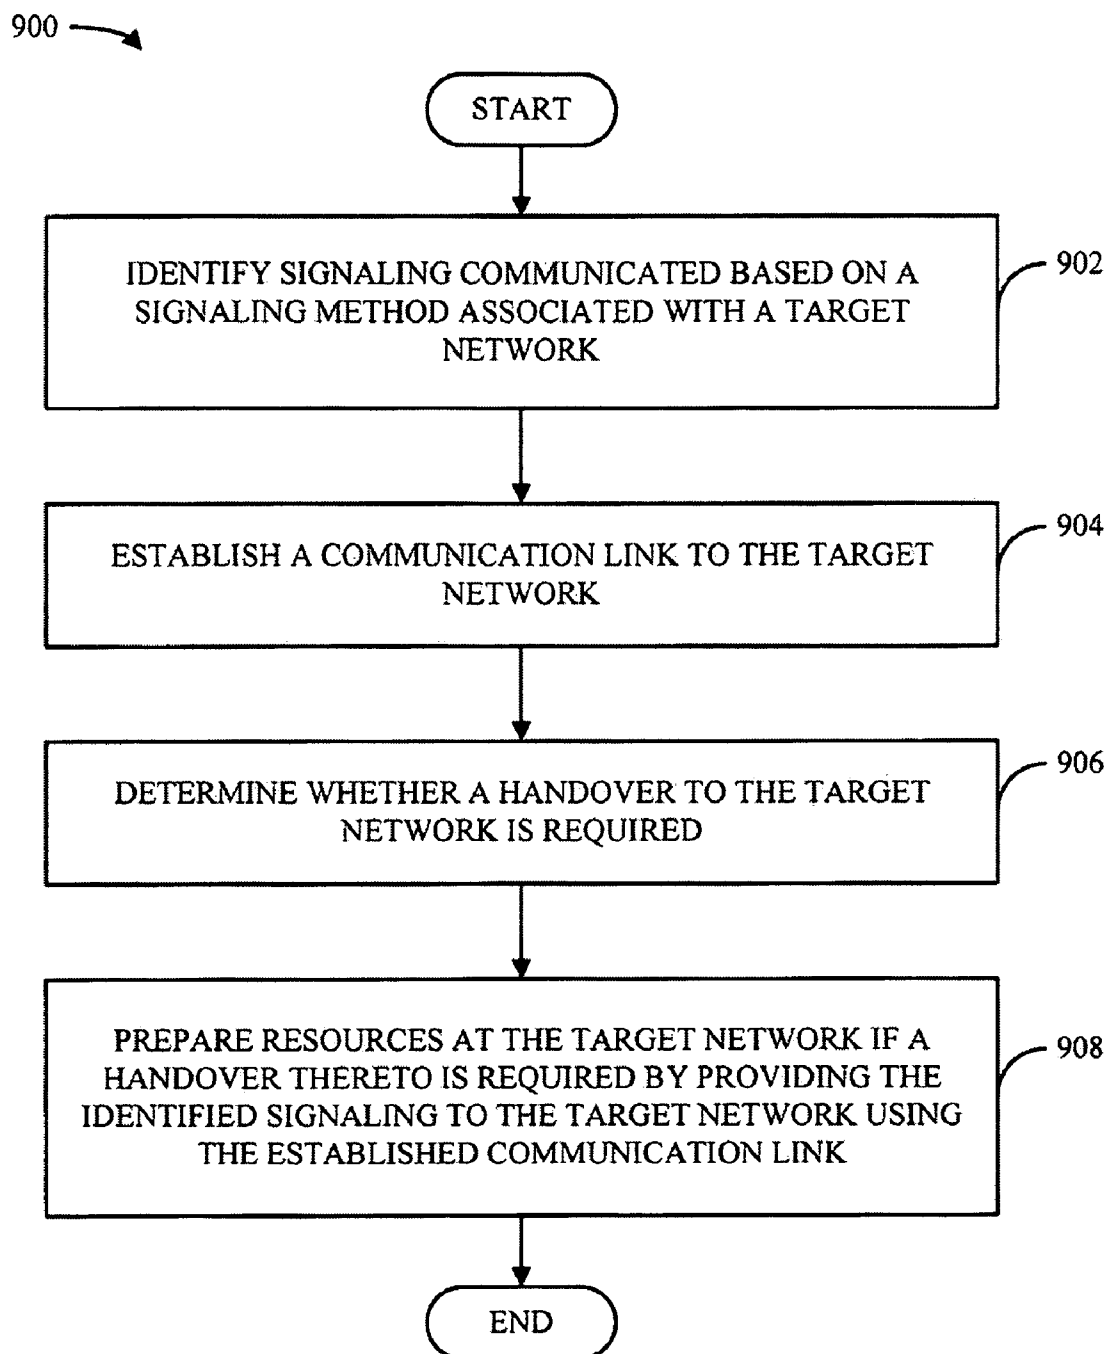 900
START
IDENTIFY SIGNALING COMMUNICATED BASED ON A
SIGNALING METHOD ASSOCIATED WITH A TARGET
NETWORK
902
ESTABLISH A COMMUNICATION LINK TO THE TARGET
NETWORK
904
DETERMINE WHETHER A HANDOVER TO THE TARGET
NETWORK IS REQUIRED
906
PREPARE RESOURCES AT THE TARGET NETWORK IF A
HANDOVER THERETO IS REQUIRED BY PROVIDING THE
IDENTIFIED SIGNALING TO THE TARGET NETWORK USING
THE ESTABLISHED COMMUNICATION LINK
908
END